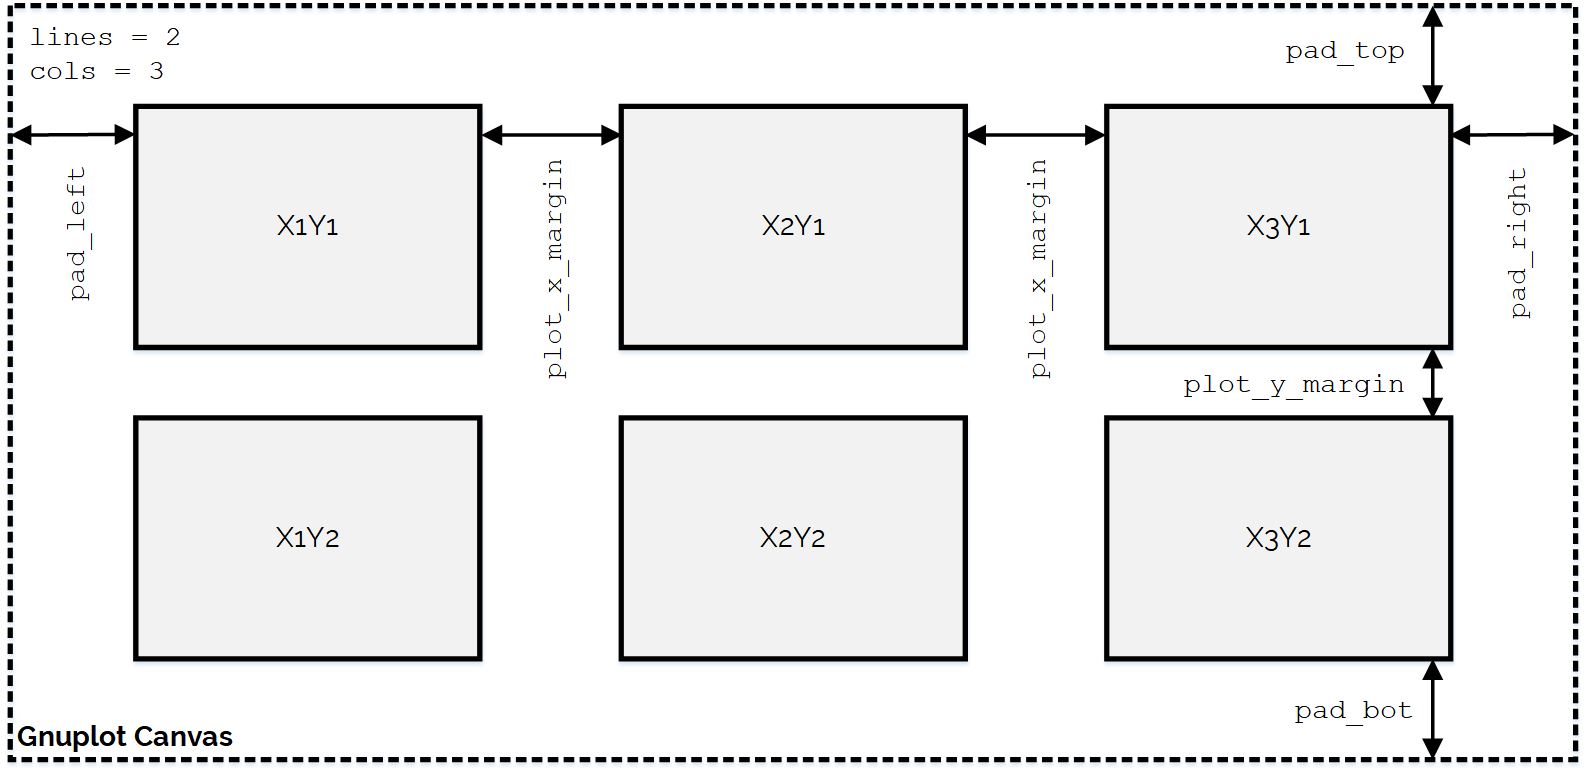 lines = 2
cols = 3
pad_top
pad_left
plot_x_margin
plot_x_margin
pad_right
X1Y1
X2Y1
X3Y1
plot_y_margin
X1Y2
X2Y2
X3Y2
pad_bot
Gnuplot Canvas